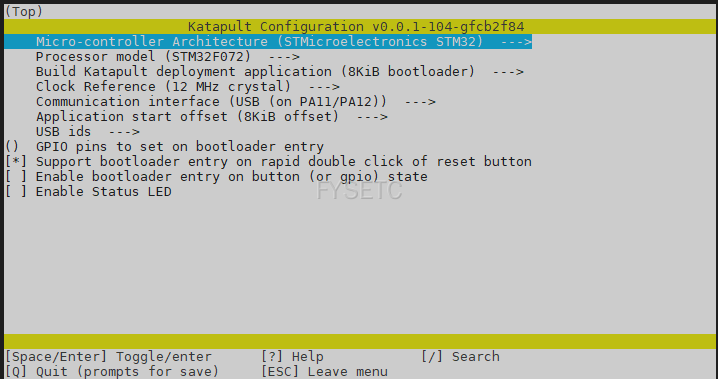 (Top)
Katapult Configuration v0.0.1-104-gfcb2f84
Micro-controller Architecture (STMicroelectronics STM32)  --->
Processor model (STM32F072)  --->
Build Katapult deployment application (8KiB bootloader)  --->
Clock Reference (12 MHz crystal)  --->
Communication interface (USB (on PA11/PA12))  --->
Application start offset (8KiB offset)  --->
USB ids  --->
()  GPIO pins to set on bootloader entry
[*] Support bootloader entry on rapid double click of reset button
[ ] Enable bootloader entry on button (or gpio) state
[ ] Enable Status LED
FYSETC
[Space/Enter] Toggle/enter [?] Help [/] Search
[Q] Quit (prompts for save) [ESC] Leave menu